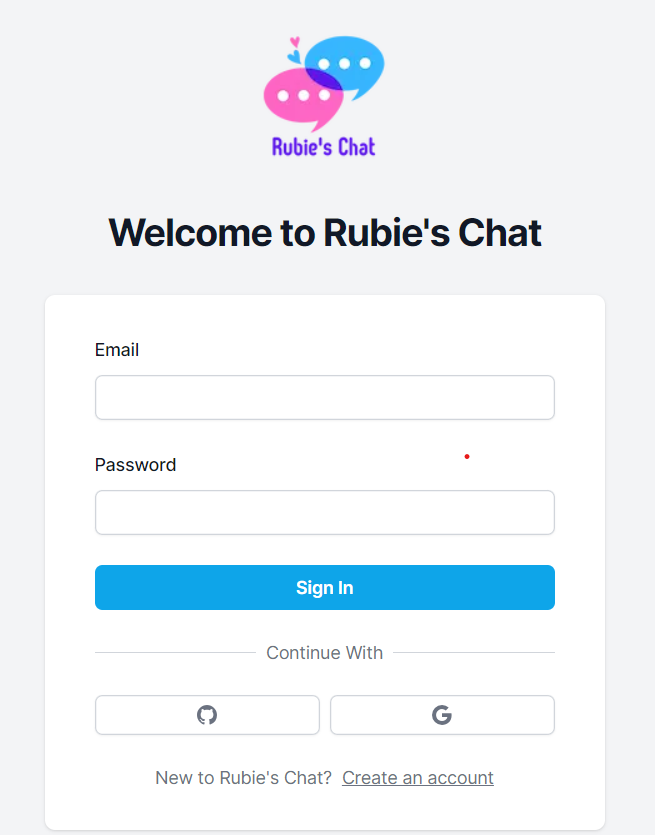 Rubie's Chat
Welcome to Rubie's Chat
Email
Password
Sign In
Continue With
New to Rubie's Chat? Create an account